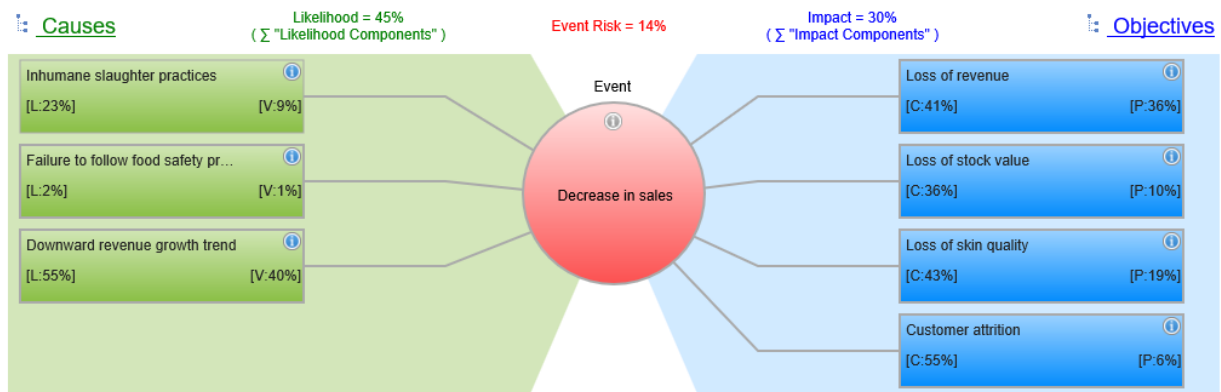 Causes
Likelihood = 45%
( ∑ "Likelihood Components" )
Event Risk = 14%
Impact = 30%
( ∑ "Impact Components" )
Objectives
Inhumane slaughter practices
[L:23%] [V:9%]
Failure to follow food safety pr...
[L:2%] [V:1%]
Downward revenue growth trend
[L:55%] [V:40%]
Event
Decrease in sales
Loss of revenue
[C:41%] [P:36%]
Loss of stock value
[C:36%] [P:10%]
Loss of skin quality
[C:43%] [P:19%]
Customer attrition
[C:55%] [P:6%]